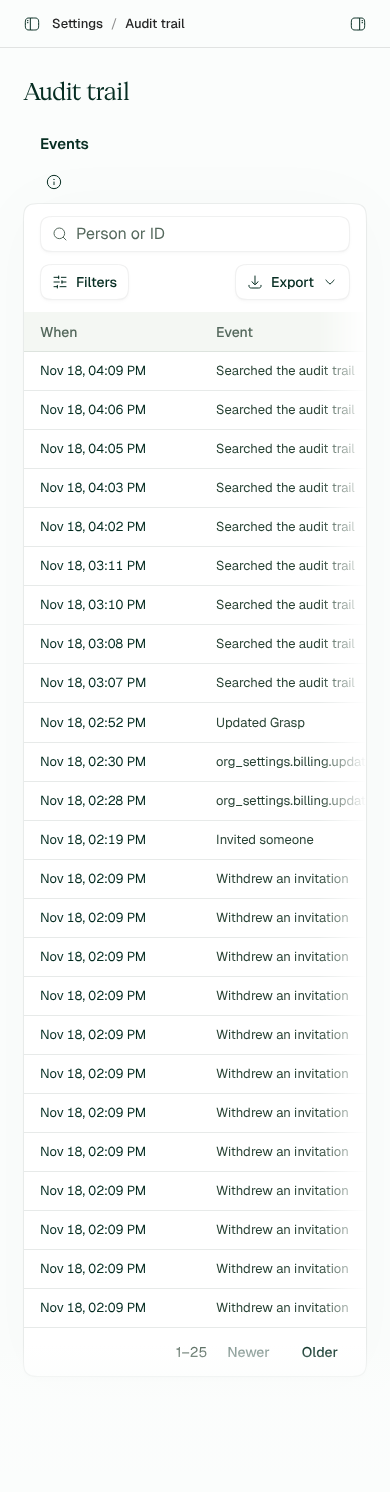 Settings / Audit trail
Audit trail
Events
Person or ID
Filters Export
When Event
Nov 18, 04:09 PM Searched the audit trail
Nov 18, 04:06 PM Searched the audit trail
Nov 18, 04:05 PM Searched the audit trail
Nov 18, 04:03 PM Searched the audit trail
Nov 18, 04:02 PM Searched the audit trail
Nov 18, 03:11 PM Searched the audit trail
Nov 18, 03:10 PM Searched the audit trail
Nov 18, 03:08 PM Searched the audit trail
Nov 18, 03:07 PM Searched the audit trail
Nov 18, 02:52 PM Updated Grasp
Nov 18, 02:30 PM org_settings.billing.upda
Nov 18, 02:28 PM org_settings.billing.upda
Nov 18, 02:19 PM Invited someone
Nov 18, 02:09 PM Withdrew an invitation
Nov 18, 02:09 PM Withdrew an invitation
Nov 18, 02:09 PM Withdrew an invitation
Nov 18, 02:09 PM Withdrew an invitation
Nov 18, 02:09 PM Withdrew an invitation
Nov 18, 02:09 PM Withdrew an invitation
Nov 18, 02:09 PM Withdrew an invitation
Nov 18, 02:09 PM Withdrew an invitation
Nov 18, 02:09 PM Withdrew an invitation
Nov 18, 02:09 PM Withdrew an invitation
Nov 18, 02:09 PM Withdrew an invitation
Nov 18, 02:09 PM Withdrew an invitation
1–25 Newer Older